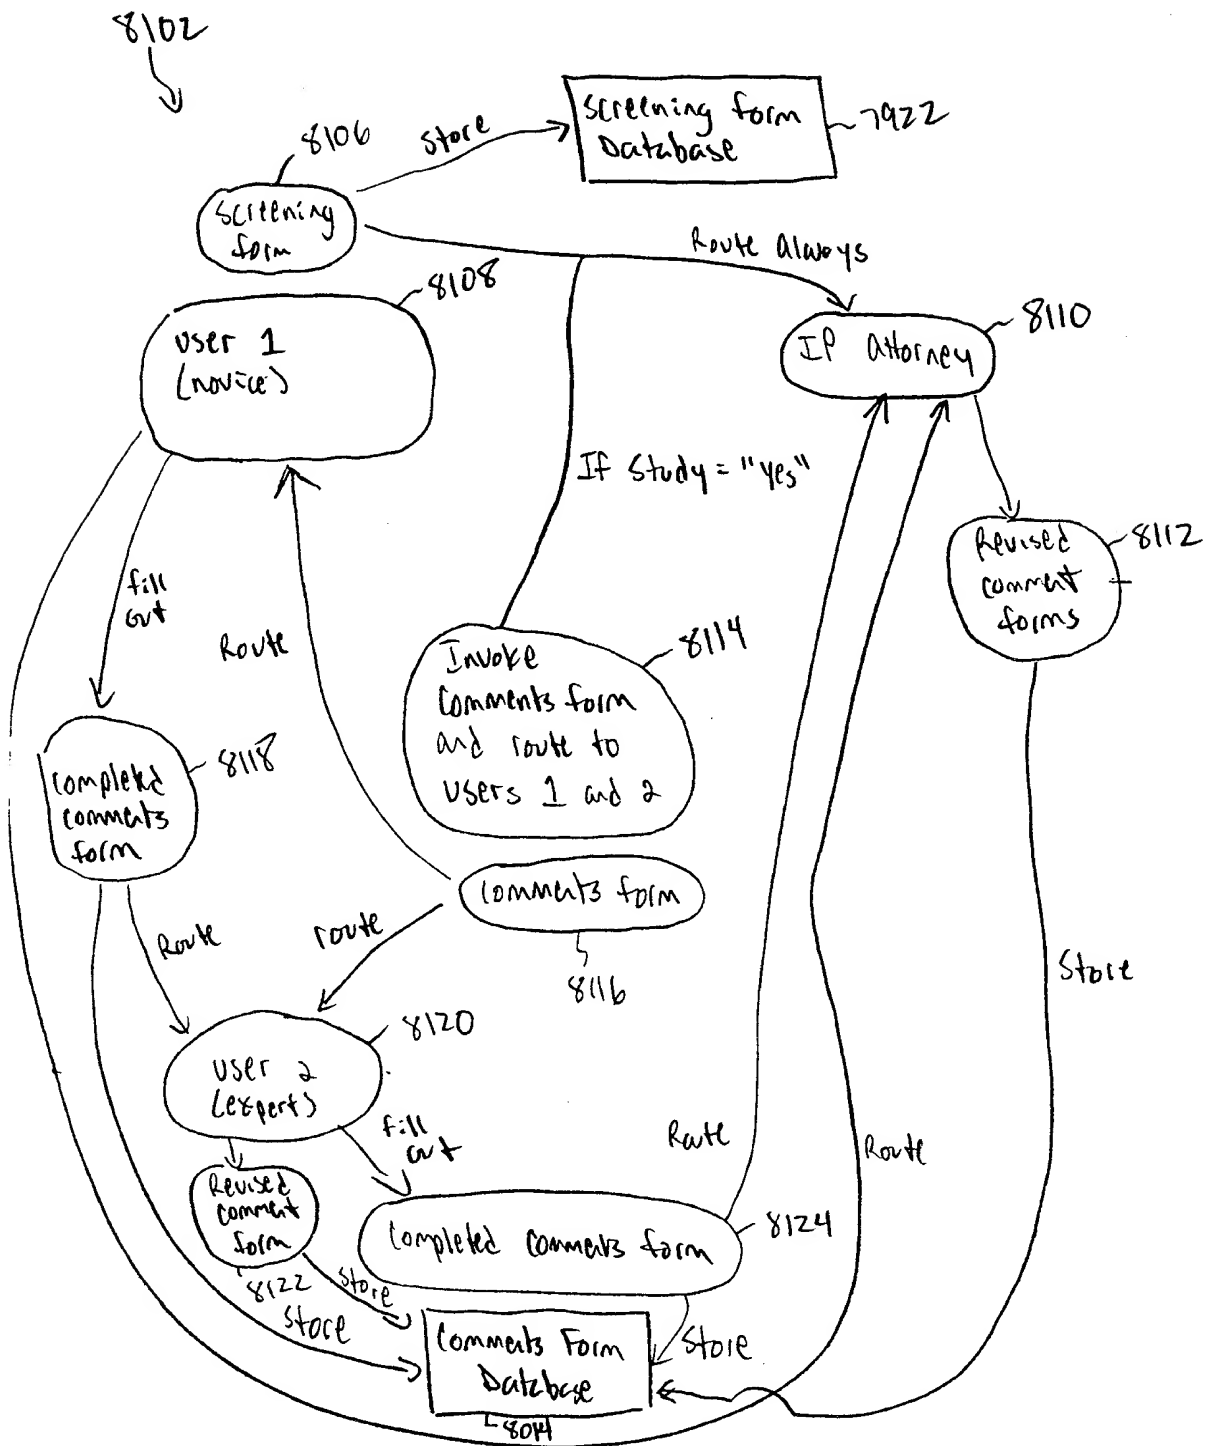 8102
8106
Store
Screening form
Database
7922
Screening
form
Route Always
8108
User 1
(novice)
8110
IP Attorney
If Study = "yes"
8112
Revised
comment
forms
fill
out
Route
8114
Invoke
Comments form
and route to
users 1 and 2
8118
Completed
comments
form
Comments form
Route
route
8116
Store
8120
User 2
(expert)
fill
out
Route
Route
Revised
comment
form
8122
Completed comments form
8124
Store
Store
Comments Form
Database
Store
8014